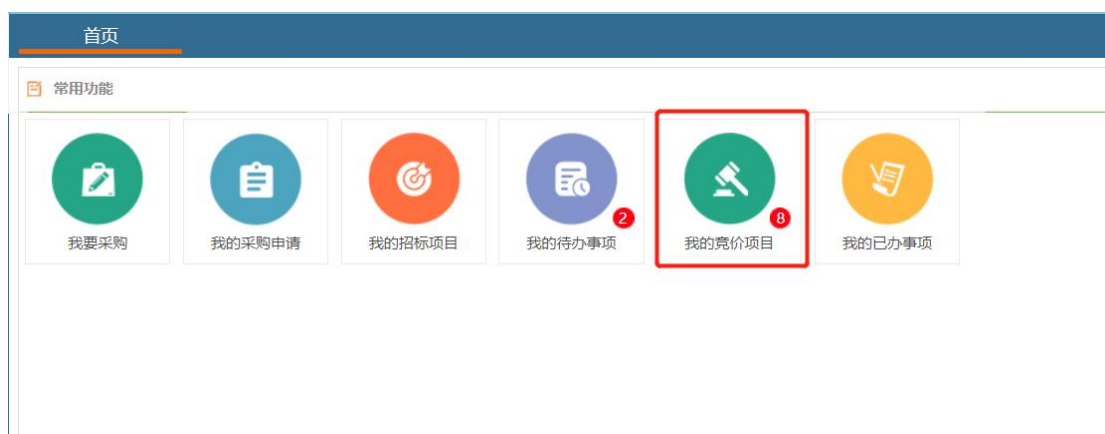 首页
常用功能
2
8
我要采购
我的采购申请
我的招标项目
我的待办事项
我的竞价项目
我的已办事项